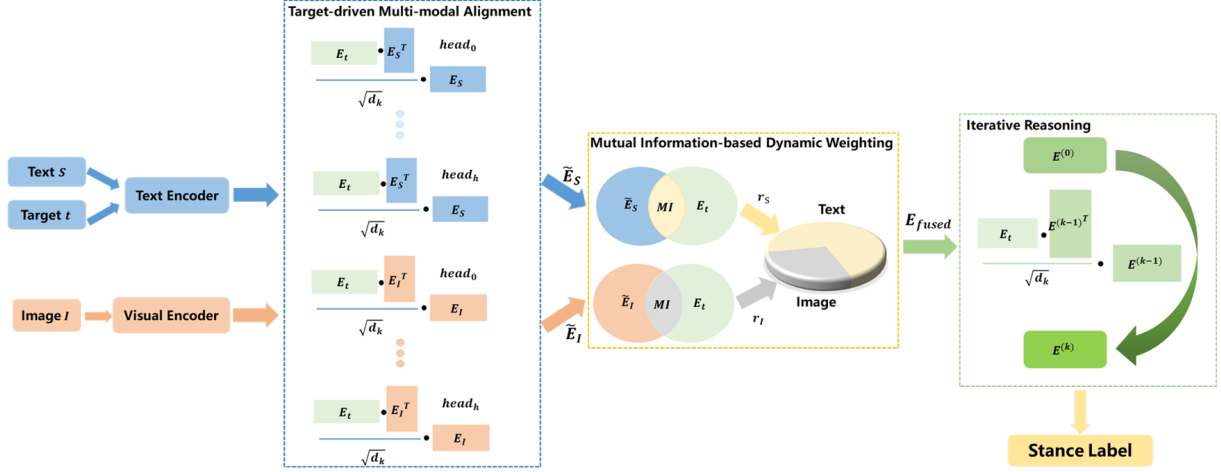 Target-driven Multi-modal Alignment
E_t • E_S^T
head_0
√d_k • E_S
E_t • E_S^T
head_h
√d_k • E_S
E_t • E_I^T
head_0
√d_k • E_I
E_t • E_I^T
head_h
√d_k • E_I
Text S
Target t
Text Encoder
Image I
Visual Encoder
Ẽ_S
Ẽ_I
Mutual Information-based Dynamic Weighting
Ẽ_S MI E_t
r_S
Text
Ẽ_I MI E_t
r_I
Image
E_fused
Iterative Reasoning
E^(0)
E_t • E^(k-1)^T
√d_k • E^(k-1)
E^(k)
Stance Label